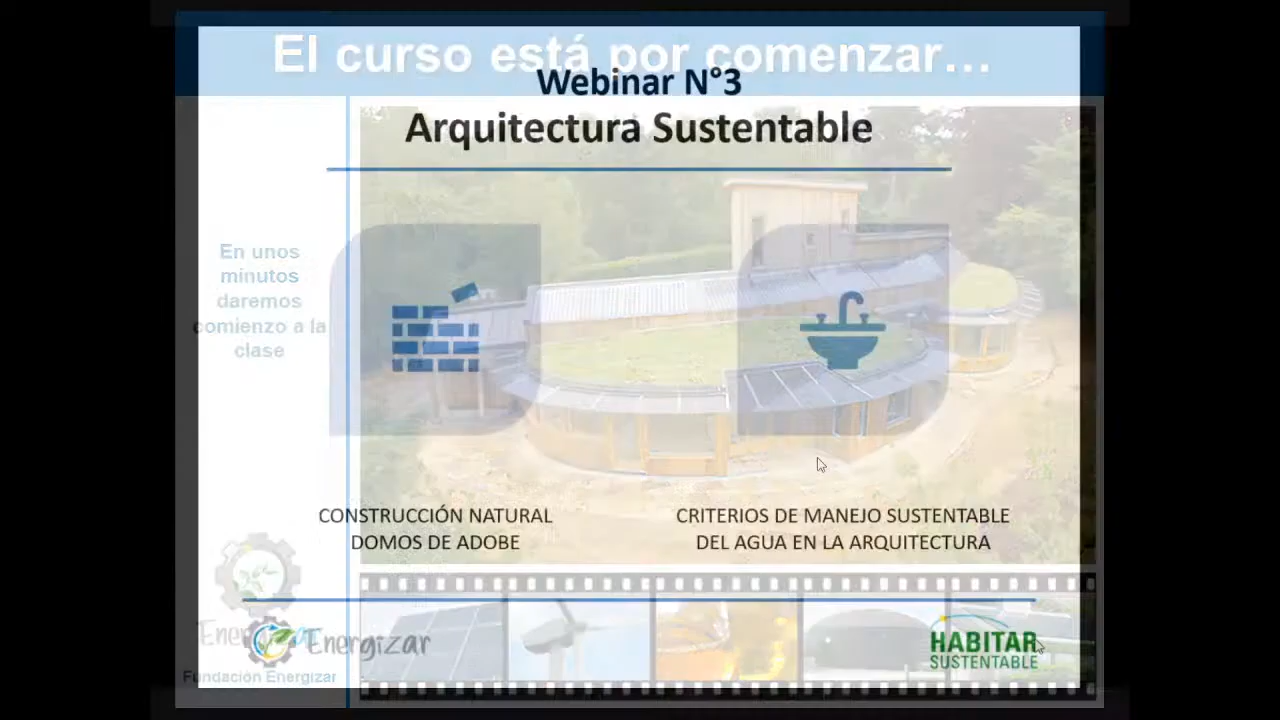 El curso está por comenzar...
Webinar N°3
Arquitectura Sustentable
En unos
minutos
daremos
comienzo a la
clase
CONSTRUCCIÓN NATURAL
DOMOS DE ADOBE
CRITERIOS DE MANEJO SUSTENTABLE
DEL AGUA EN LA ARQUITECTURA
Energizar
Energizar
Fundación Energizar
HABITAR
SUSTENTABLE